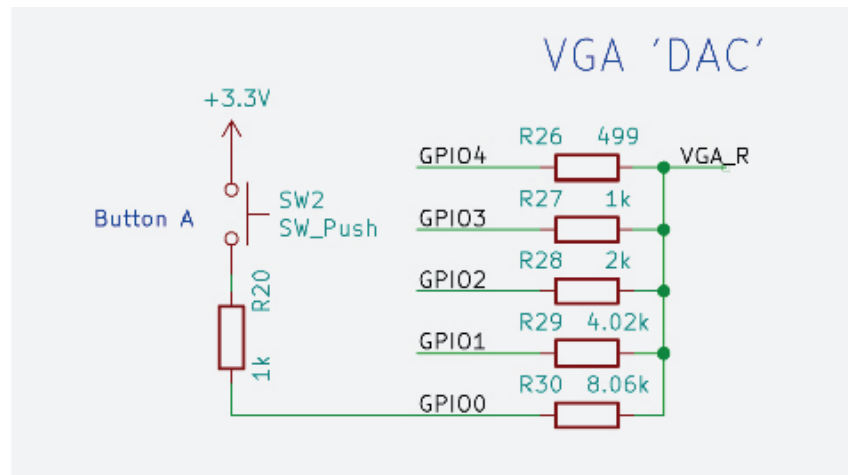 VGA 'DAC'
+3.3V
Button A
SW2
SW_Push
R20
1k
GPIO4
R26 499
VGA_R
GPIO3
R27 1k
GPIO2
R28 2k
GPIO1
R29 4.02k
GPIO0
R30 8.06k